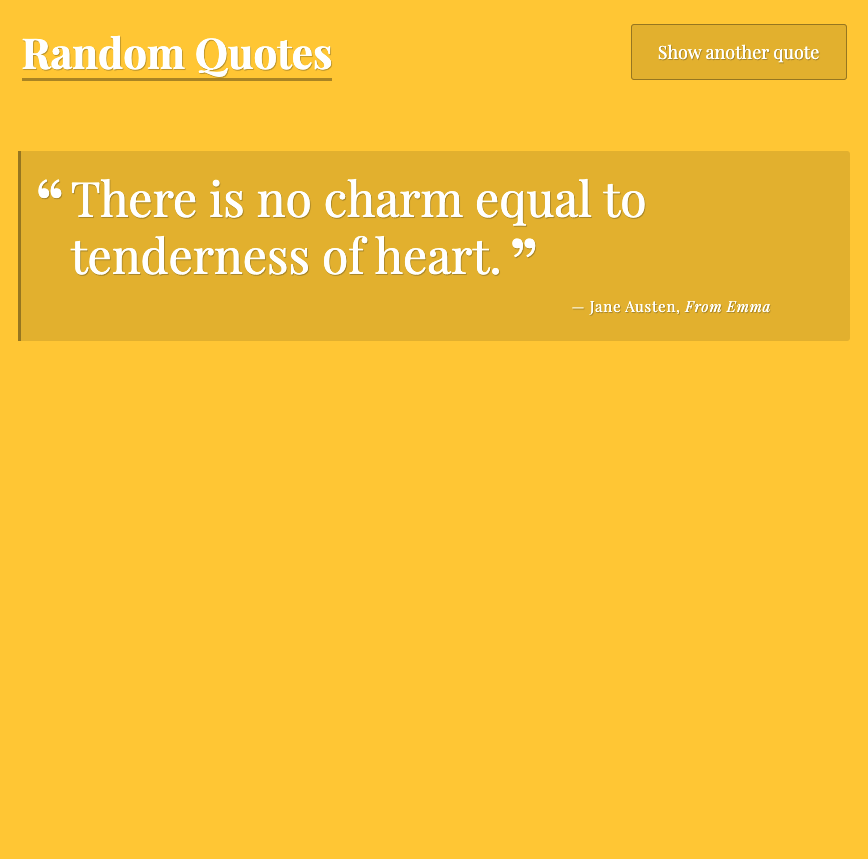 Random Quotes
Show another quote
“ There is no charm equal to
tenderness of heart. ”
— Jane Austen, From Emma